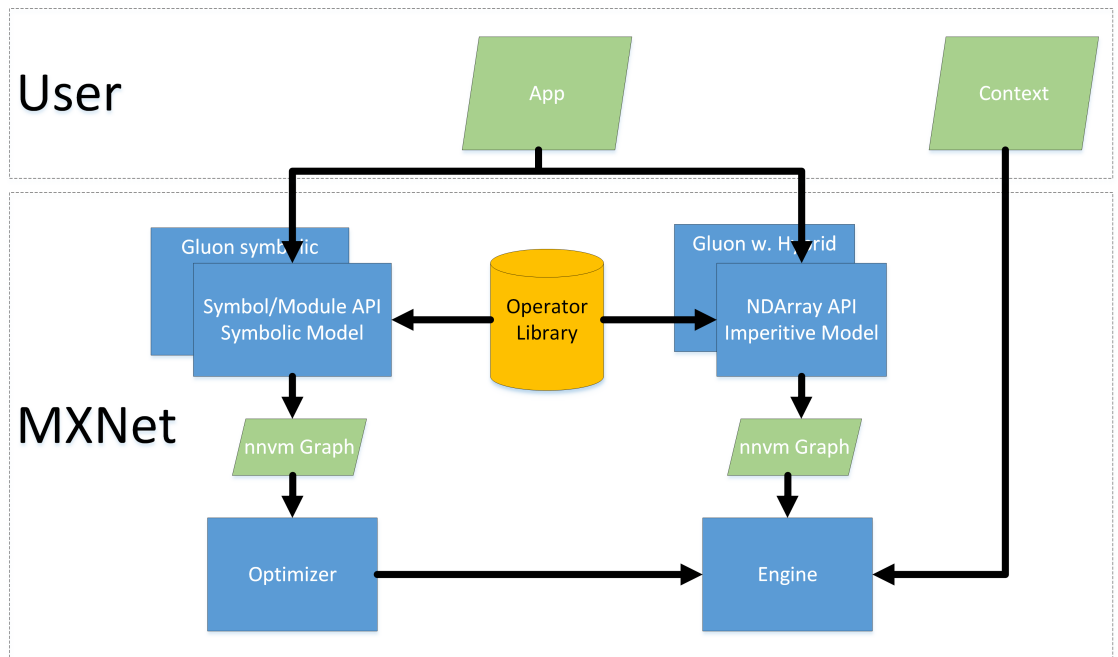 User
App
Context
Gluon symbolic
Gluon w. Hybrid
Symbol/Module API
Symbolic Model
Operator
Library
NDArray API
Imperitive Model
MXNet
nnvm Graph
nnvm Graph
Optimizer
Engine